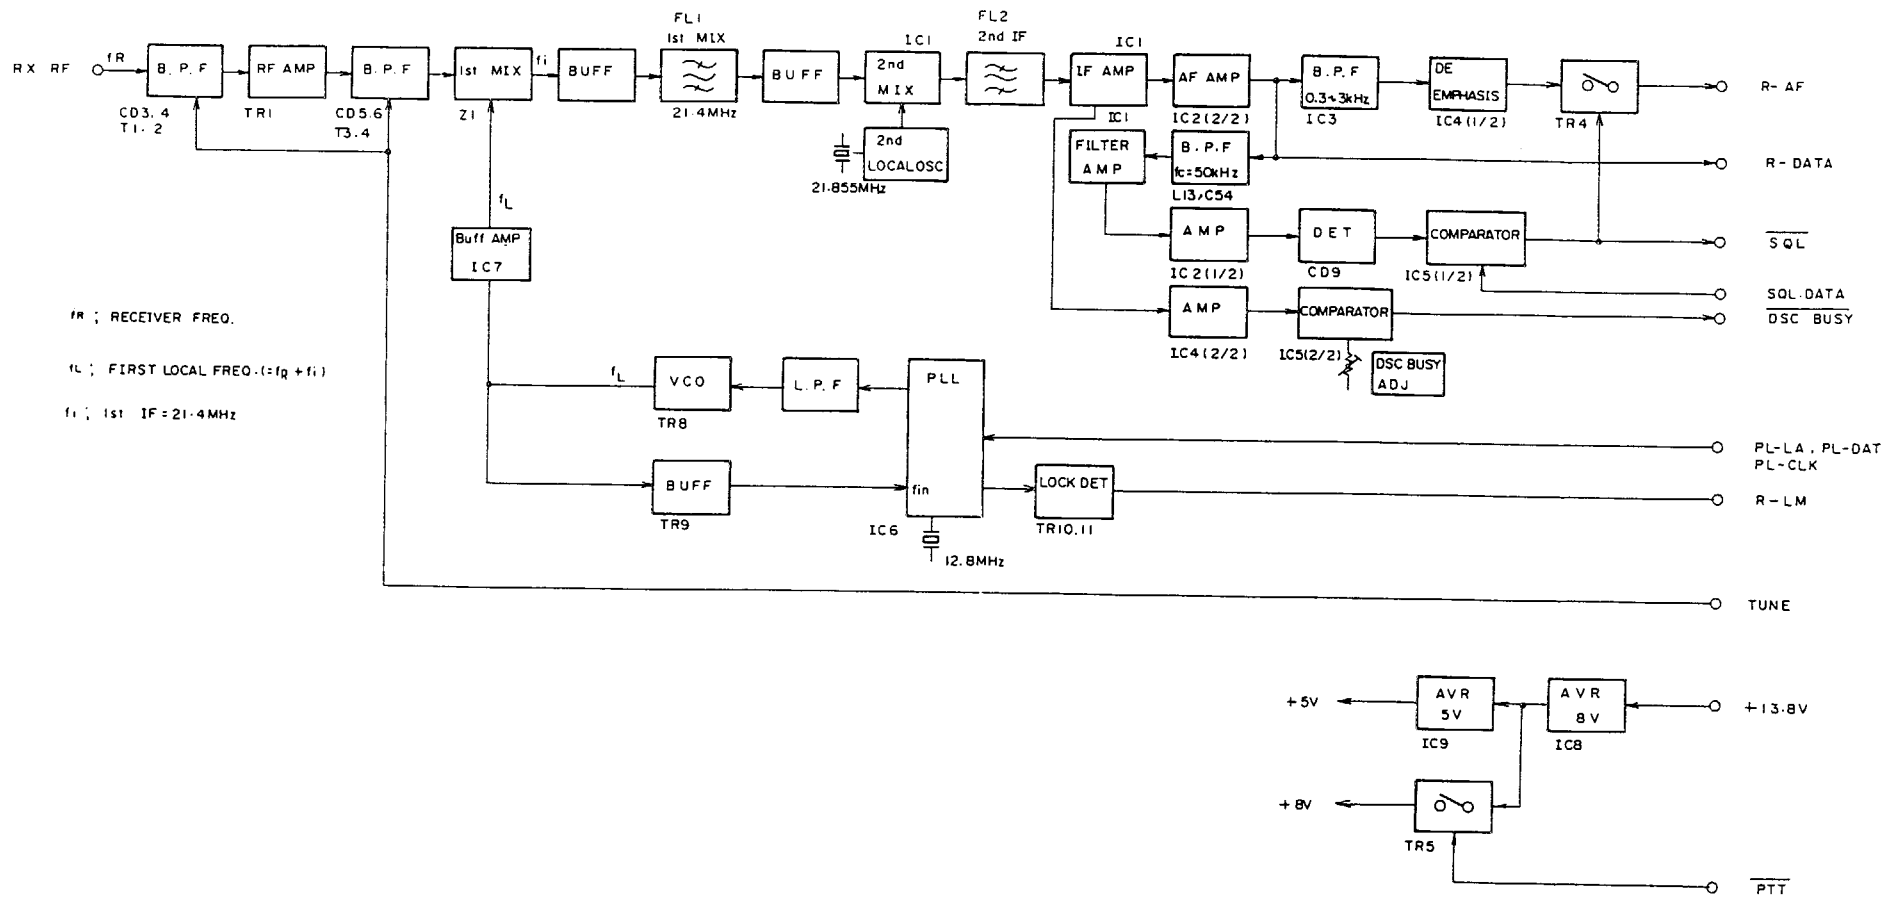 RX RF
fR
B. P. F
CD3. 4
T1. 2
RF AMP
TR1
B. P. F
CD5.6
T3.4
1st MIX
Z1
fi
BUFF
FL1
1st MIX
21.4MHz
BUFF
IC1
2nd
MIX
2nd
LOCAL OSC
21.855MHz
FL2
2nd IF
IC1
IF AMP
IC1
AF AMP
IC2(2/2)
B. P. F
0.3~3kHz
IC3
DE
EMPHASIS
IC4(1/2)
TR4
R-AF
FILTER
AMP
B. P. F
fc=50kHz
L13,C54
R-DATA
AMP
IC2(1/2)
DET
CD9
COMPARATOR
IC5(1/2)
SQL
SQL.DATA
AMP
IC4(2/2)
COMPARATOR
IC5(2/2)
DSC BUSY
DSC BUSY
ADJ
fL
Buff AMP
IC7
fR ; RECEIVER FREQ.
fL ; FIRST LOCAL FREQ.(=fR+fi)
fi ; 1st IF=21.4MHz
fL
VCO
TR8
L. P. F
PLL
fin
IC6
12.8MHz
BUFF
TR9
LOCK DET
TR10.11
PL-LA, PL-DAT
PL-CLK
R-LM
TUNE
+5V
AVR
5V
IC9
AVR
8V
IC8
+13.8V
+8V
TR5
PTT